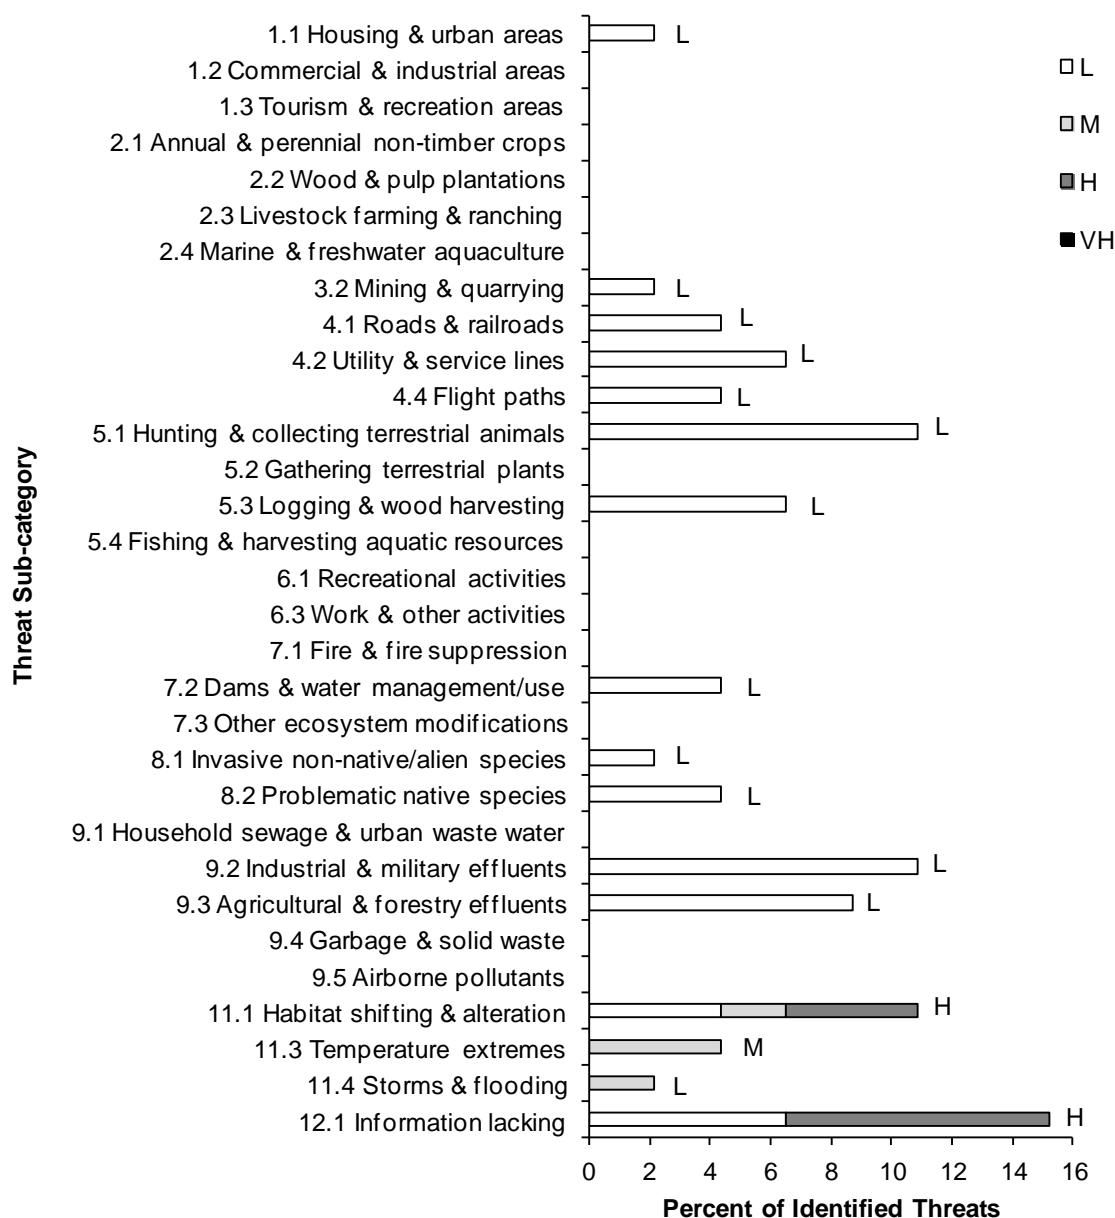 1.1 Housing & urban areas L
1.2 Commercial & industrial areas
1.3 Tourism & recreation areas
2.1 Annual & perennial non-timber crops
2.2 Wood & pulp plantations
2.3 Livestock farming & ranching
2.4 Marine & freshwater aquaculture
3.2 Mining & quarrying L
4.1 Roads & railroads L
4.2 Utility & service lines L
4.4 Flight paths L
5.1 Hunting & collecting terrestrial animals L
5.2 Gathering terrestrial plants
5.3 Logging & wood harvesting L
5.4 Fishing & harvesting aquatic resources
6.1 Recreational activities
6.3 Work & other activities
7.1 Fire & fire suppression
7.2 Dams & water management/use L
7.3 Other ecosystem modifications
8.1 Invasive non-native/alien species L
8.2 Problematic native species L
9.1 Household sewage & urban waste water
9.2 Industrial & military effluents L
9.3 Agricultural & forestry effluents L
9.4 Garbage & solid waste
9.5 Airborne pollutants
11.1 Habitat shifting & alteration H
11.3 Temperature extremes M
11.4 Storms & flooding L
12.1 Information lacking H
0 2 4 6 8 10 12 14 16
Percent of Identified Threats
Threat Sub-category
L
M
H
VH